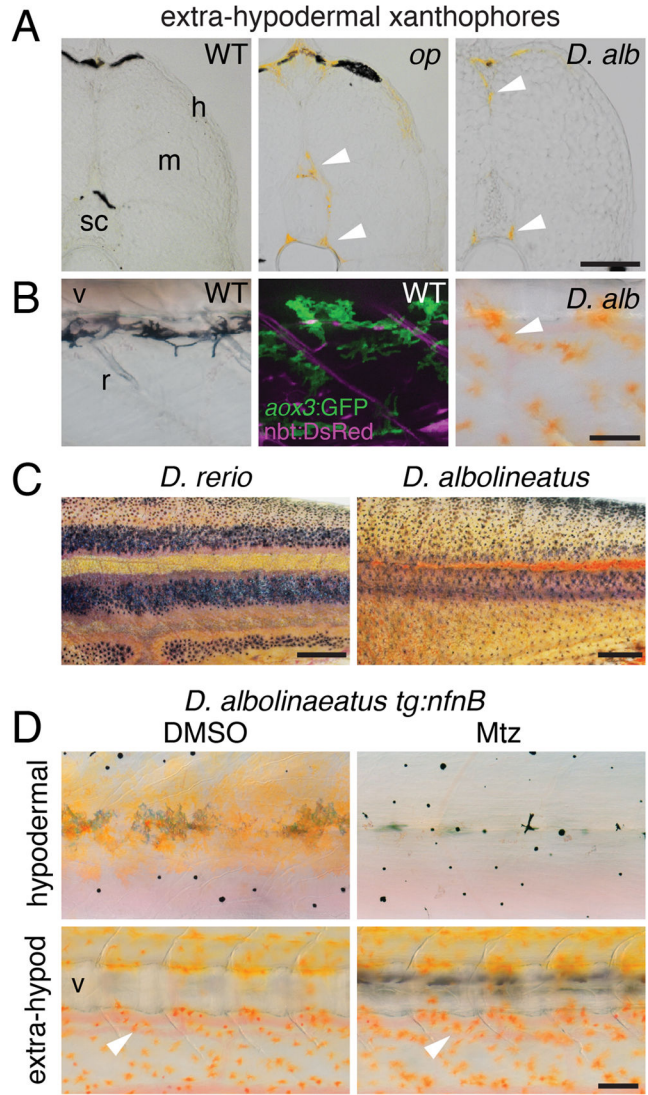 A
extra-hypodermal xanthophores
WT
op
D. alb
h
m
sc
B
v
WT
WT
D. alb
r
aox3:GFP
nbt:DsRed
C
D. rerio
D. albolineatus
D. albolinaeatus tg:nfnB
D
DMSO
Mtz
hypodermal
extra-hypod
v